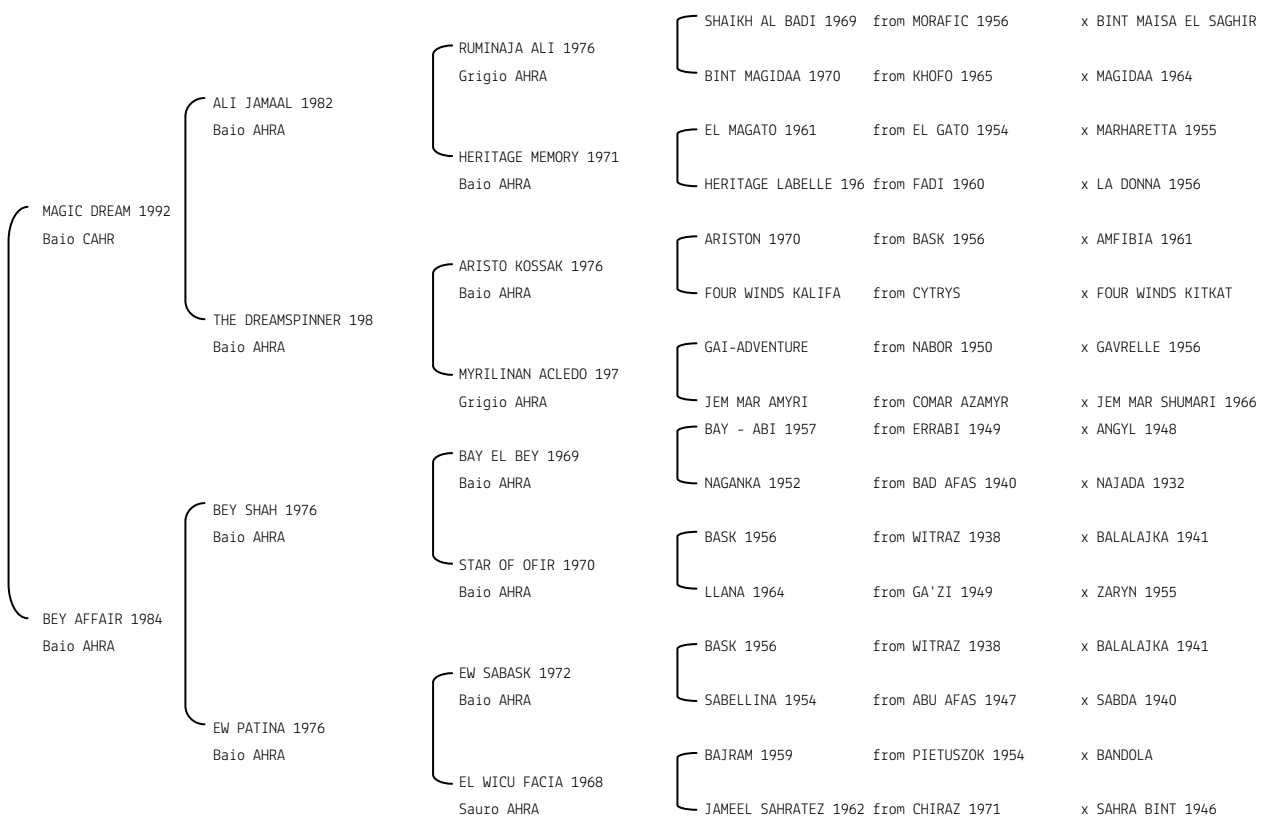 SHAIKH AL BADI 1969 from MORAFIC 1956 x BINT MAISA EL SAGHIR
RUMINAJA ALI 1976
Grigio AHRA BINT MAGIDAA 1970 from KHOFO 1965 x MAGIDAA 1964
ALI JAMAAL 1982
Baio AHRA EL MAGATO 1961 from EL GATO 1954 x MARHARETTA 1955
HERITAGE MEMORY 1971
Baio AHRA HERITAGE LABELLE 196 from FADI 1960 x LA DONNA 1956
MAGIC DREAM 1992
Baio CAHR ARISTON 1970 from BASK 1956 x AMFIBIA 1961
ARISTO KOSSAK 1976
Baio AHRA FOUR WINDS KALIFA from CYTRYS x FOUR WINDS KITKAT
THE DREAMSPINNER 198
Baio AHRA GAI-ADVENTURE from NABOR 1950 x GAVRELLE 1956
MYRILINAN ACLEDO 197
Grigio AHRA JEM MAR AMYRI from COMAR AZAMYR x JEM MAR SHUMARI 1966
BAY - ABI 1957 from ERRABI 1949 x ANGYL 1948
BAY EL BEY 1969
Baio AHRA NAGANKA 1952 from BAD AFAS 1940 x NAJADA 1932
BEY SHAH 1976
Baio AHRA BASK 1956 from WITRAZ 1938 x BALALAJKA 1941
STAR OF OFIR 1970
Baio AHRA LLANA 1964 from GA'ZI 1949 x ZARYN 1955
BEY AFFAIR 1984
Baio AHRA BASK 1956 from WITRAZ 1938 x BALALAJKA 1941
EW SABASK 1972
Baio AHRA SABELLINA 1954 from ABU AFAS 1947 x SABDA 1940
EW PATINA 1976
Baio AHRA BAJRAM 1959 from PIETUSZOK 1954 x BANDOLA
EL WICU FACIA 1968
Sauro AHRA JAMEEL SAHRATEZ 1962 from CHIRAZ 1971 x SAHRA BINT 1946